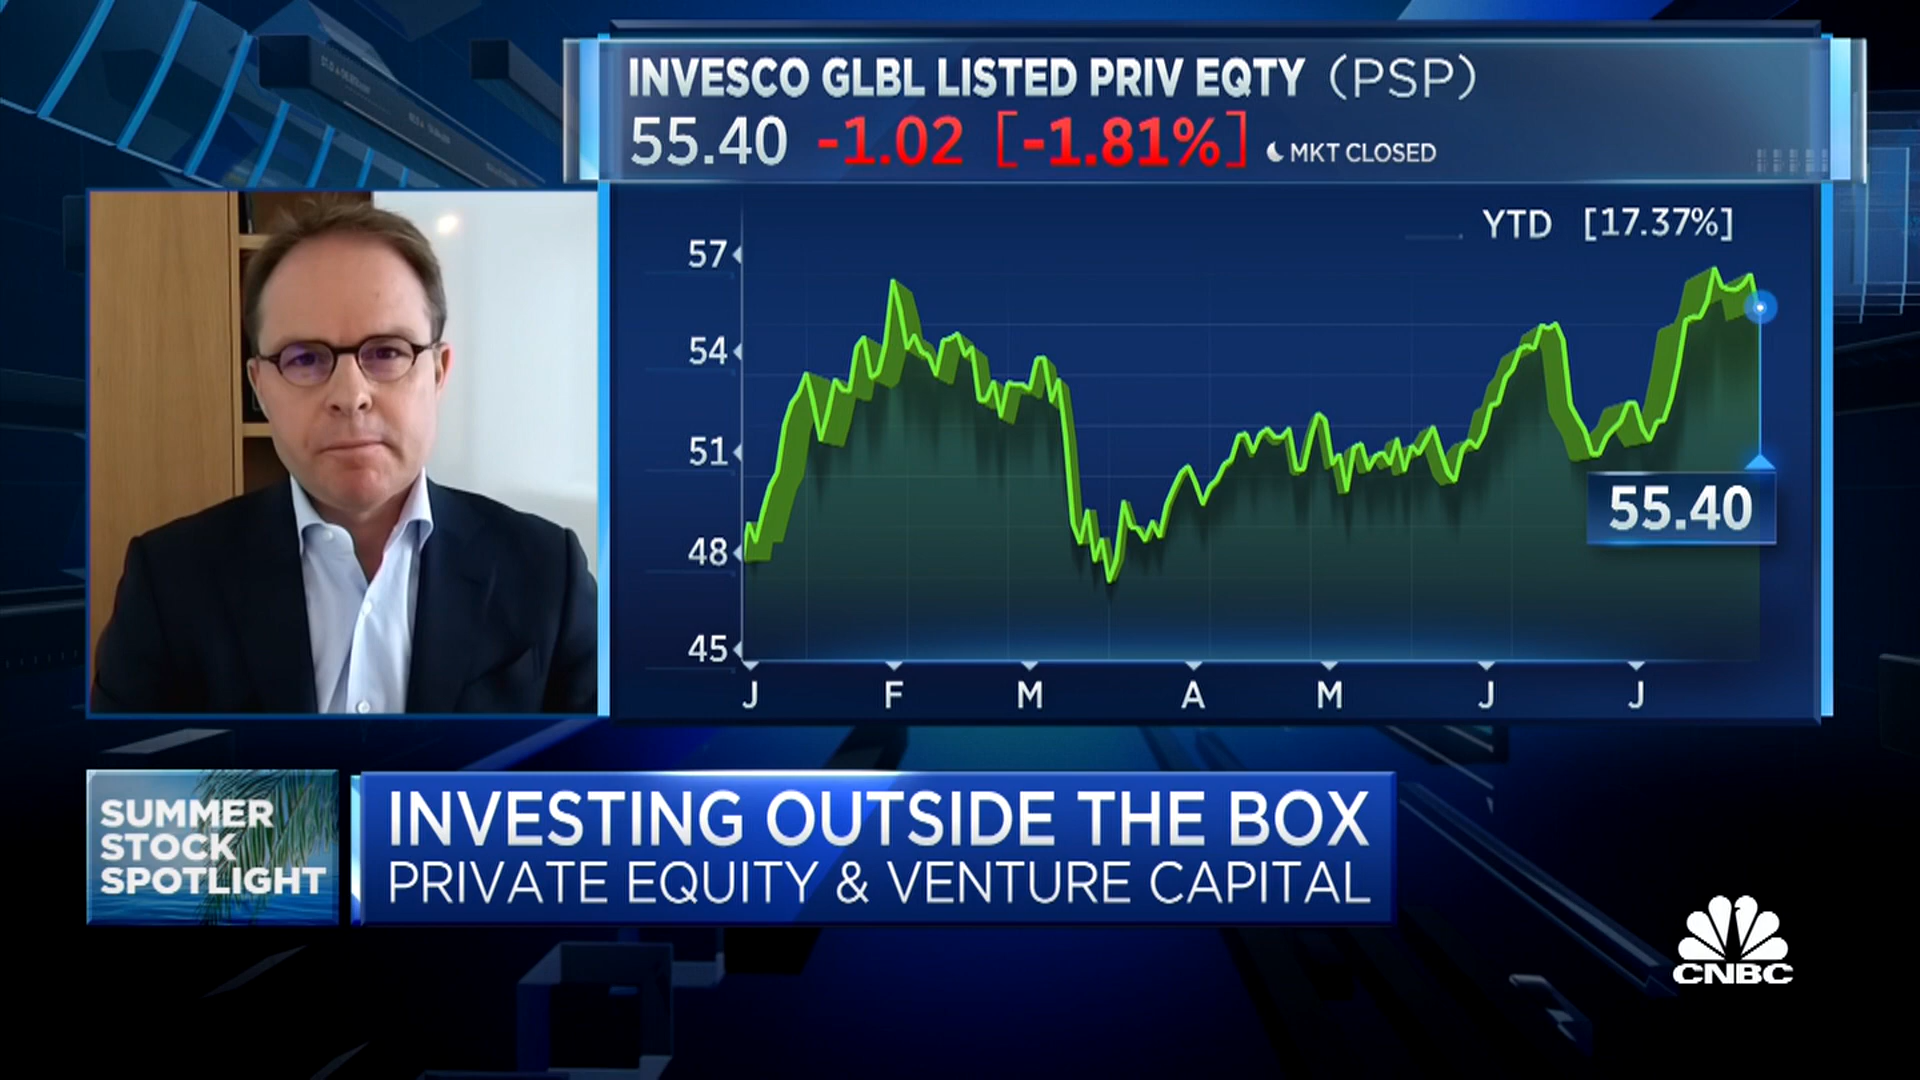 INVESCO GLBL LISTED PRIV EQTY (PSP)
55.40 -1.02 [-1.81%] MKT CLOSED
YTD [17.37%]
57
54
51
48
45
55.40
J F M A M J J
SUMMER
STOCK
SPOTLIGHT
INVESTING OUTSIDE THE BOX
PRIVATE EQUITY & VENTURE CAPITAL
CNBC